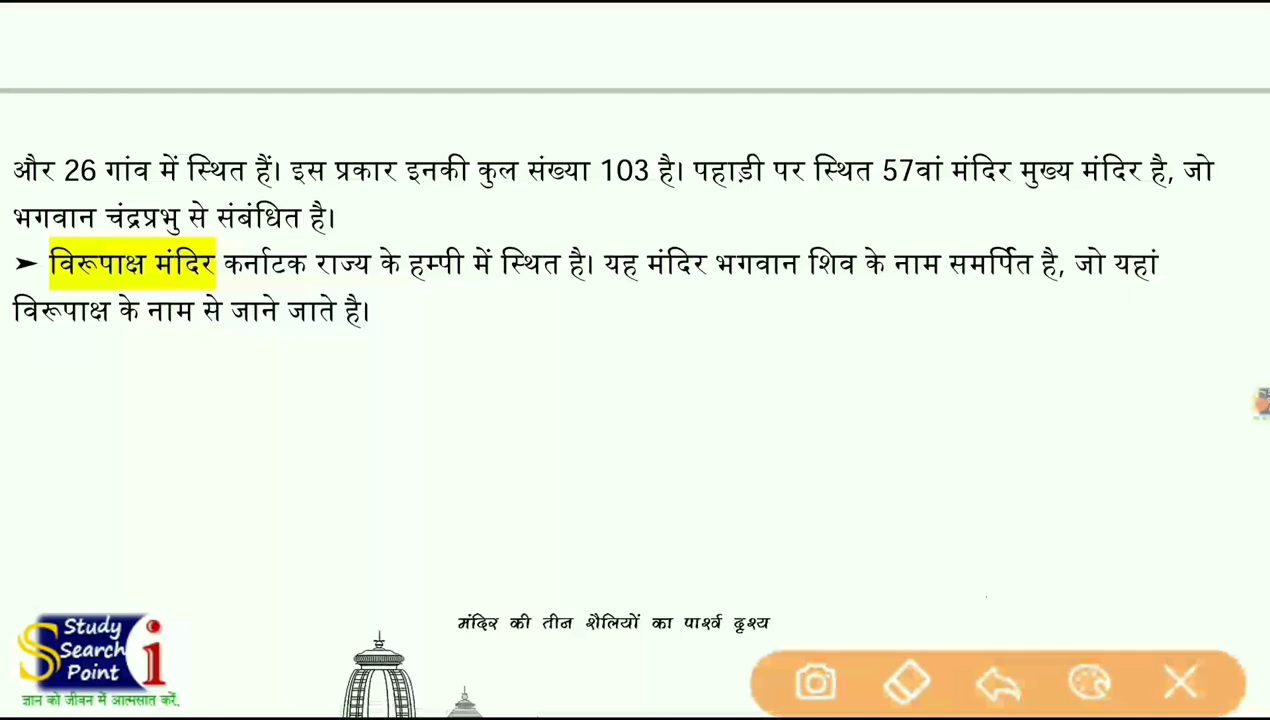 और 26 गांव में स्थित हैं। इस प्रकार इनकी कुल संख्या 103 है। पहाड़ी पर स्थित 57वां मंदिर मुख्य मंदिर है, जो
भगवान चंद्रप्रभु से संबंधित है।
➤ विरूपाक्ष मंदिर कर्नाटक राज्य के हम्पी में स्थित है। यह मंदिर भगवान शिव के नाम समर्पित है, जो यहां
विरूपाक्ष के नाम से जाने जाते है।
मंदिर की तीन शैलियों का पार्श्व दृश्य
Study
Search
Point
ज्ञान को जीवन में आत्मसात करें.